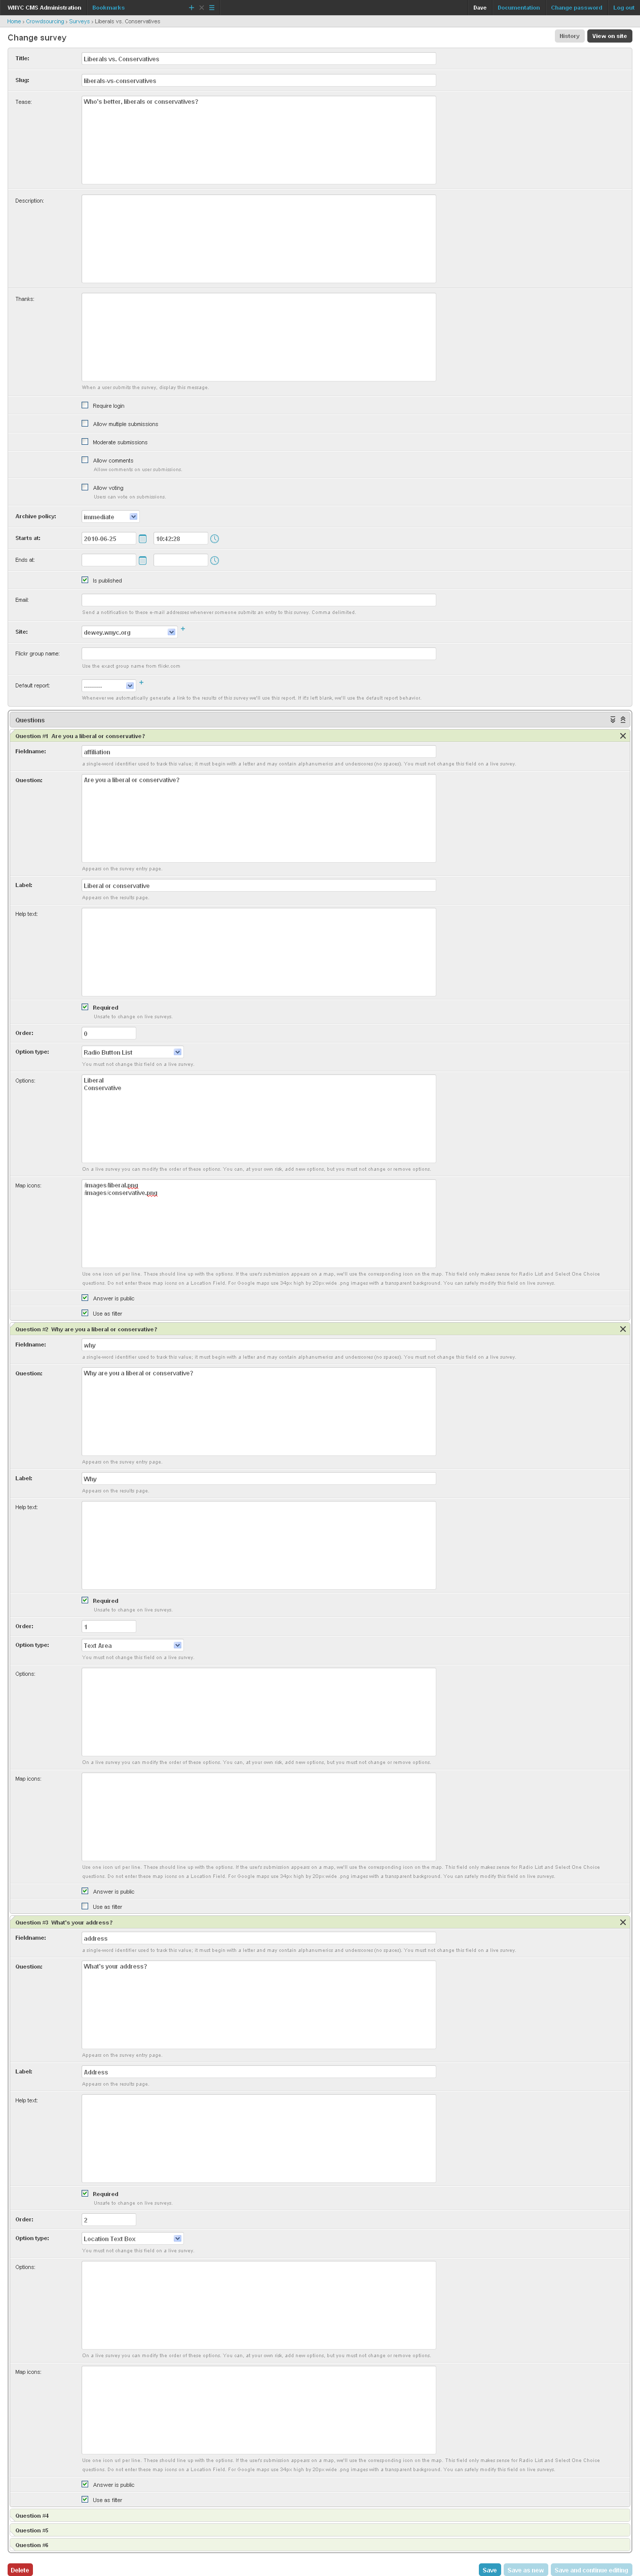 WNYC CMS Administration Bookmarks Dave Documentation Change password Log out
Home › Crowdsourcing › Surveys › Liberals vs. Conservatives
Change survey History View on site
Title: Liberals vs. Conservatives
Slug: liberals-vs-conservatives
Tease: Who's better, liberals or conservatives?
Description:
Thanks:
When a user submits the survey, display this message.
Require login
Allow multiple submissions
Moderate submissions
Allow comments
Allow comments on user submissions.
Allow voting
Users can vote on submissions.
Archive policy: immediate
Starts at: 2010-06-25 10:42:28
Ends at:
Is published
Email:
Send a notification to these e-mail addresses whenever someone submits an entry to this survey. Comma delimited.
Site: dewey.wnyc.org
Flickr group name:
Use the exact group name from flickr.com
Default report: ---------
Whenever we automatically generate a link to the results of this survey we'll use this report. If it's left blank, we'll use the default report behavior.
Questions
Question #1 Are you a liberal or conservative?
Fieldname: affiliation
a single-word identifier used to track this value; it must begin with a letter and may contain alphanumerics and underscores (no spaces). You must not change this field on a live survey.
Question: Are you a liberal or conservative?
Appears on the survey entry page.
Label: Liberal or conservative
Appears on the results page.
Help text:
Required
Unsafe to change on live surveys.
Order: 0
Option type: Radio Button List
You must not change this field on a live survey.
Options: Liberal
Conservative
On a live survey you can modify the order of these options. You can, at your own risk, add new options, but you must not change or remove options.
Map icons: /images/liberal.png
/images/conservative.png
Use one icon url per line. These should line up with the options. If the user's submission appears on a map, we'll use the corresponding icon on the map. This field only makes sense for Radio List and Select One Choice
questions. Do not enter these map icons on a Location Field. For Google maps use 34px-high by 20px-wide .png images with a transparent background. You can safely modify this field on live surveys.
Answer is public
Use as filter
Question #2 Why are you a liberal or conservative?
Fieldname: why
a single-word identifier used to track this value; it must begin with a letter and may contain alphanumerics and underscores (no spaces). You must not change this field on a live survey.
Question: Why are you a liberal or conservative?
Appears on the survey entry page.
Label: Why
Appears on the results page.
Help text:
Required
Unsafe to change on live surveys.
Order: 1
Option type: Text Area
You must not change this field on a live survey.
Options:
On a live survey you can modify the order of these options. You can, at your own risk, add new options, but you must not change or remove options.
Map icons:
Use one icon url per line. These should line up with the options. If the user's submission appears on a map, we'll use the corresponding icon on the map. This field only makes sense for Radio List and Select One Choice
questions. Do not enter these map icons on a Location Field. For Google maps use 34px-high by 20px-wide .png images with a transparent background. You can safely modify this field on live surveys.
Answer is public
Use as filter
Question #3 What's your address?
Fieldname: address
a single-word identifier used to track this value; it must begin with a letter and may contain alphanumerics and underscores (no spaces). You must not change this field on a live survey.
Question: What's your address?
Appears on the survey entry page.
Label: Address
Appears on the results page.
Help text:
Required
Unsafe to change on live surveys.
Order: 2
Option type: Location Text Box
You must not change this field on a live survey.
Options:
On a live survey you can modify the order of these options. You can, at your own risk, add new options, but you must not change or remove options.
Map icons:
Use one icon url per line. These should line up with the options. If the user's submission appears on a map, we'll use the corresponding icon on the map. This field only makes sense for Radio List and Select One Choice
questions. Do not enter these map icons on a Location Field. For Google maps use 34px-high by 20px-wide .png images with a transparent background. You can safely modify this field on live surveys.
Answer is public
Use as filter
Question #4
Question #5
Question #6
Delete Save Save as new Save and continue editing